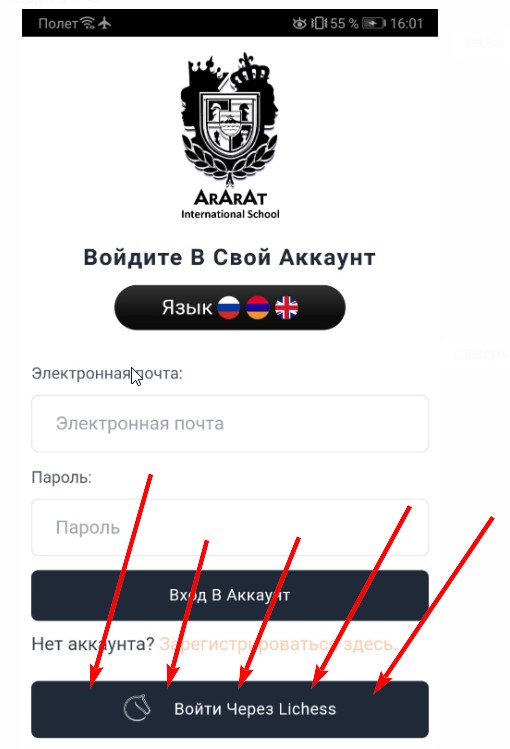 Полет 55 % 16:01
ArArAt
International School
Войдите В Свой Аккаунт
Язык
Электронная почта:
Электронная почта
Пароль:
Пароль
Вход В Аккаунт
Нет аккаунта? Зарегистрироваться здесь.
Войти Через Lichess